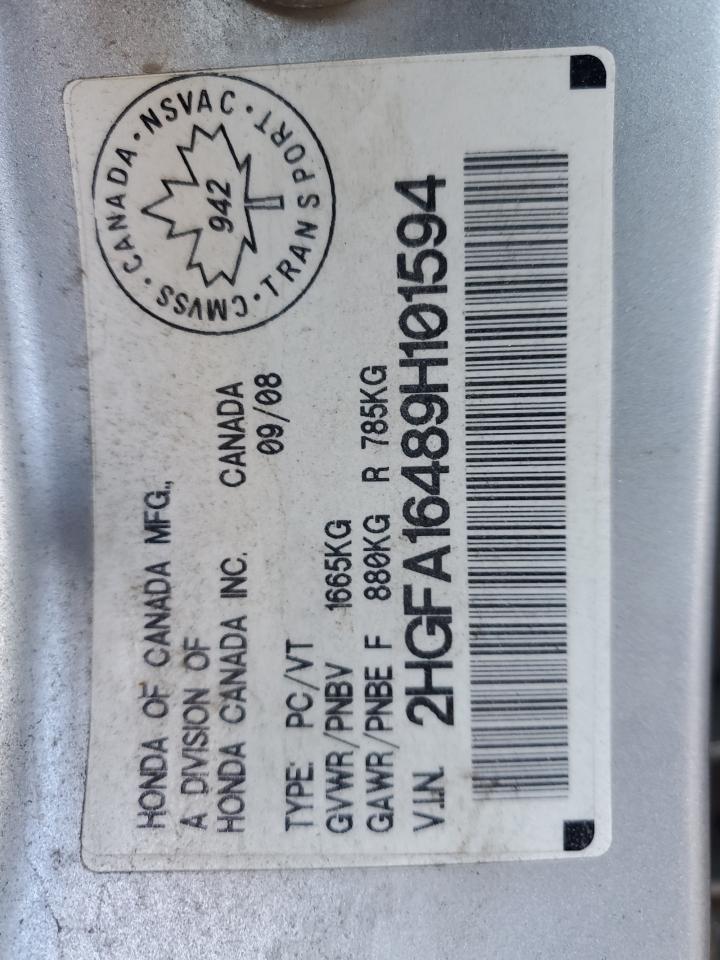 HONDA OF CANADA MFG.,
A DIVISION OF
HONDA CANADA INC. CANADA
09/08
TYPE: PC/VT
GVWR/PNBV 1665KG
GAWR/PNBE F 880KG R 785KG
V.I.N. 2HGFA16489H101594
CMVSS · CANADA · NSVAC · TRANSPORT ·
942